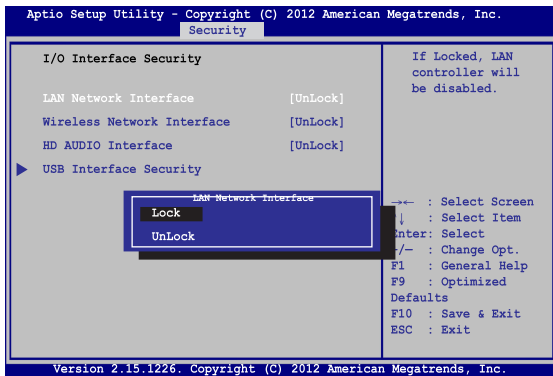 Aptio Setup Utility - Copyright (C) 2012 American Megatrends, Inc.
Security
I/O Interface Security
LAN Network Interface [UnLock]
Wireless Network Interface [UnLock]
HD AUDIO Interface [UnLock]
USB Interface Security
If Locked, LAN
controller will
be disabled.
LAN Network Interface
Lock
UnLock
→← : Select Screen
↓ : Select Item
Enter: Select
/— : Change Opt.
F1 : General Help
F9 : Optimized
Defaults
F10 : Save & Exit
ESC : Exit
Version 2.15.1226. Copyright (C) 2012 American Megatrends, Inc.